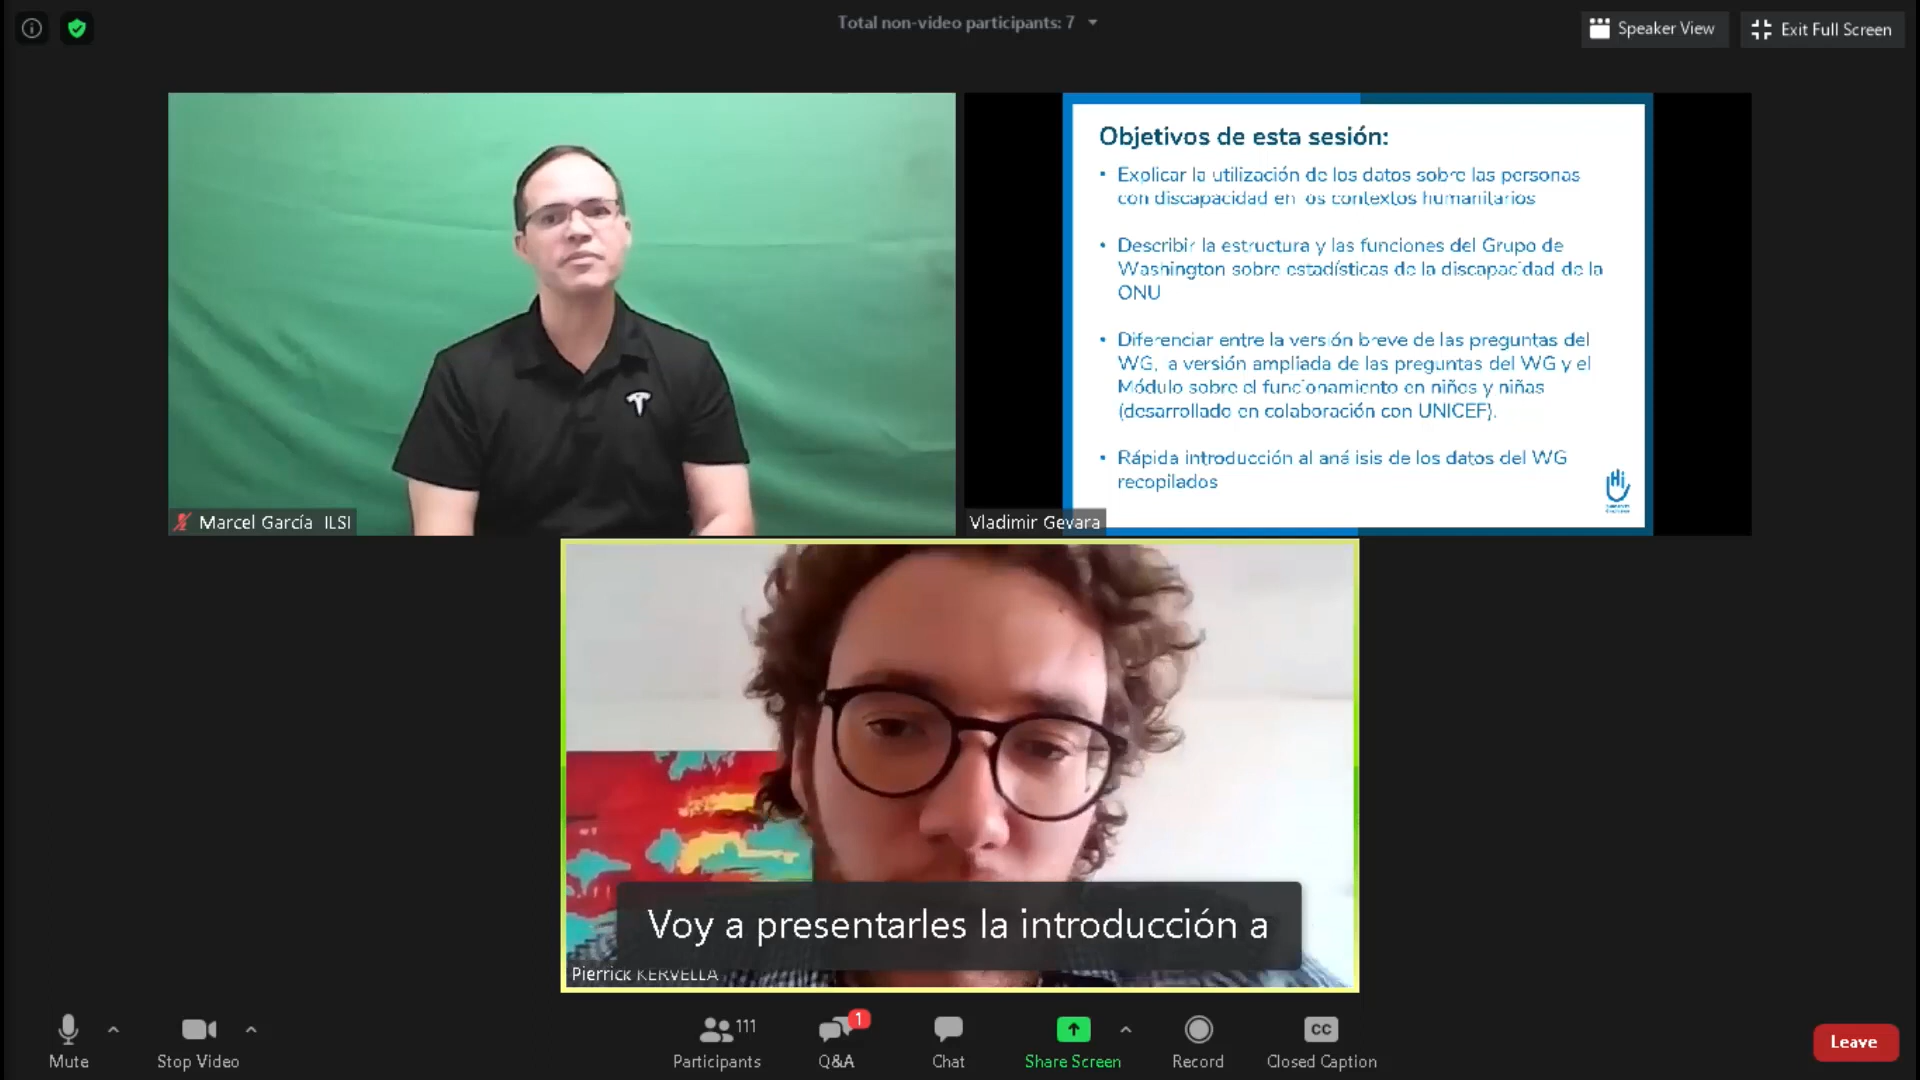 Total non-video participants: 7
Speaker View
Exit Full Screen
Marcel García ILSI
Objetivos de esta sesión:
• Explicar la utilización de los datos sobre las personas
con discapacidad en los contextos humanitarios
• Describir la estructura y las funciones del Grupo de
Washington sobre estadísticas de la discapacidad de la
ONU
• Diferenciar entre la versión breve de las preguntas del
WG, la versión ampliada de las preguntas del WG y el
Módulo sobre el funcionamiento en niños y niñas
(desarrollado en colaboración con UNICEF).
• Rápida introducción al análisis de los datos del WG
recopilados
Hi
Vladimir Gevara
Voy a presentarles la introducción a
Pierrick KERVELLA
Mute
Stop Video
111
Participants
1
Q&A
Chat
Share Screen
Record
CC
Closed Caption
Leave